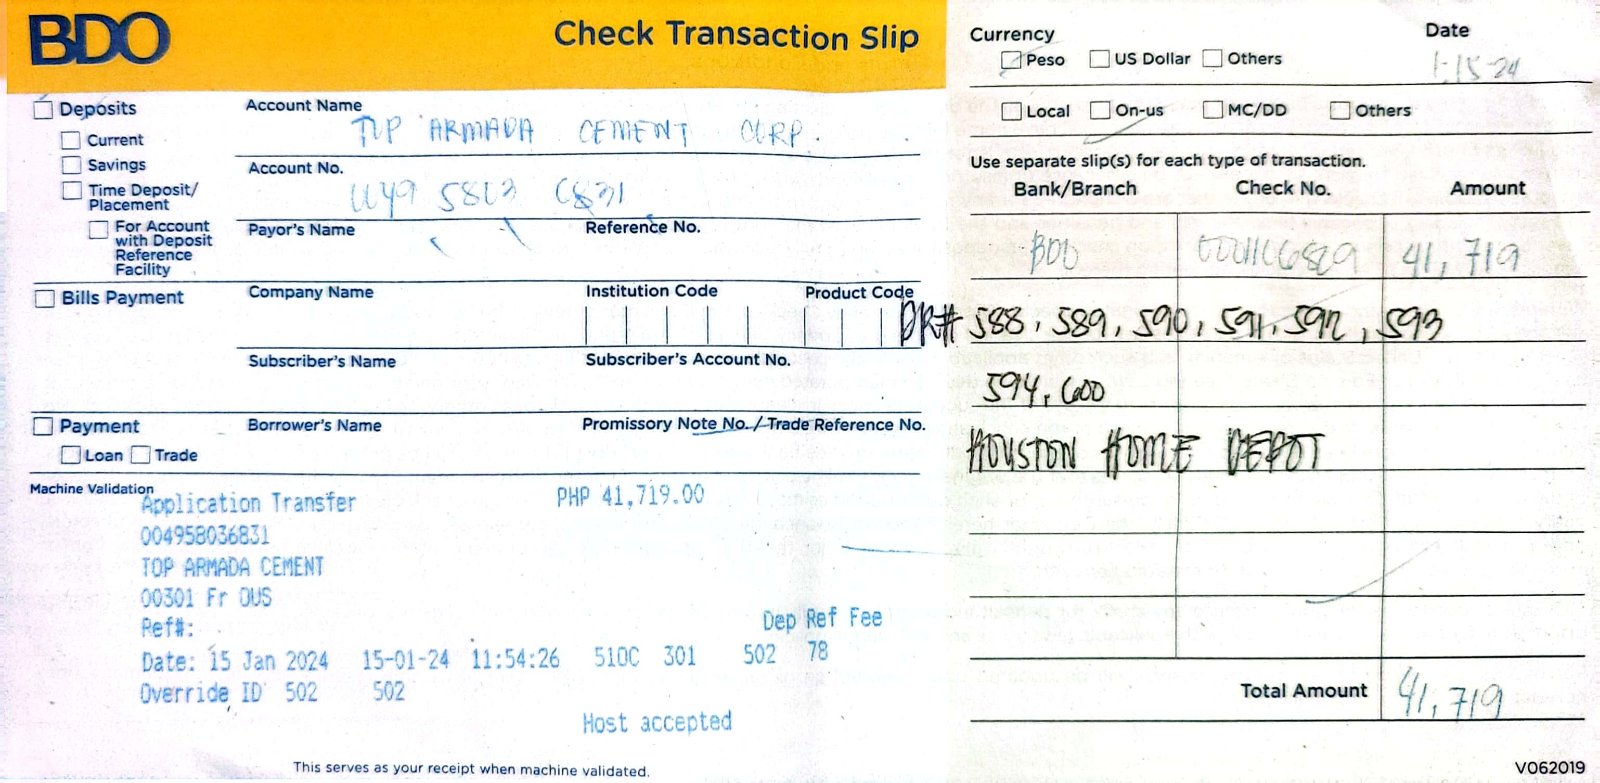 BDO
Check Transaction Slip
Currency
Peso US Dollar Others
Date
1-15-24
Local On-us MC/DD Others
Deposits
Current
Savings
Time Deposit/
Placement
For Account
with Deposit
Reference
Facility
Account Name
TOP ARMADA CEMENT CORP.
Account No.
0049 5803 6831
Payor's Name
Reference No.
Bills Payment
Company Name
Institution Code
Product Code
Subscriber's Name
Subscriber's Account No.
Payment
Loan Trade
Borrower's Name
Promissory Note No./Trade Reference No.
Use separate slip(s) for each type of transaction.
Bank/Branch Check No. Amount
BDO 41,719
DR# 588, 589, 590, 591, 592, 593
594, 600
HOUSTON HOME DEPOT
Total Amount 41,719
Machine Validation
Application Transfer PHP 41,719.00
004958036831
TOP ARMADA CEMENT
00301 Fr OUS
Ref#:
Dep Ref Fee
Date: 15 Jan 2024 15-01-24 11:54:26 510C 301 502 78
Override ID 502 502
Host accepted
This serves as your receipt when machine validated.
V062019